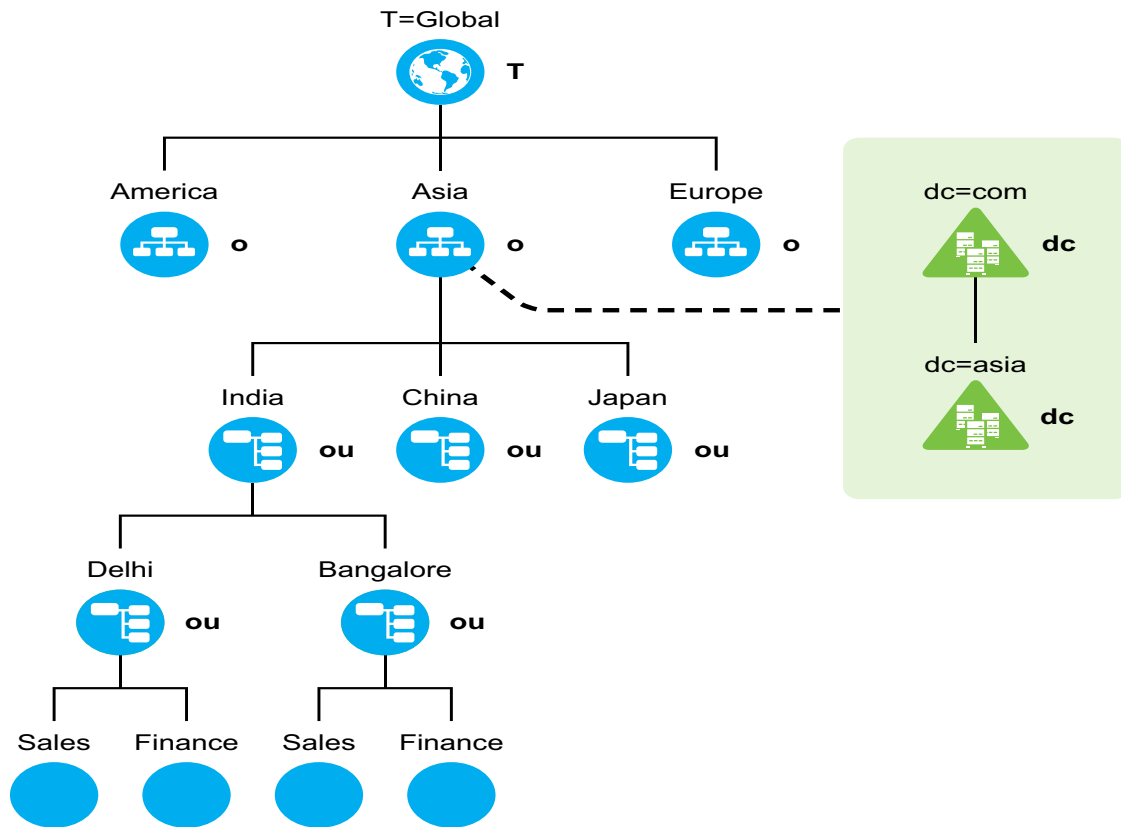 T=Global
T
America
Asia
Europe
o
o
o
dc=com
dc
dc=asia
dc
India
China
Japan
ou
ou
ou
Delhi
Bangalore
ou
ou
Sales
Finance
Sales
Finance